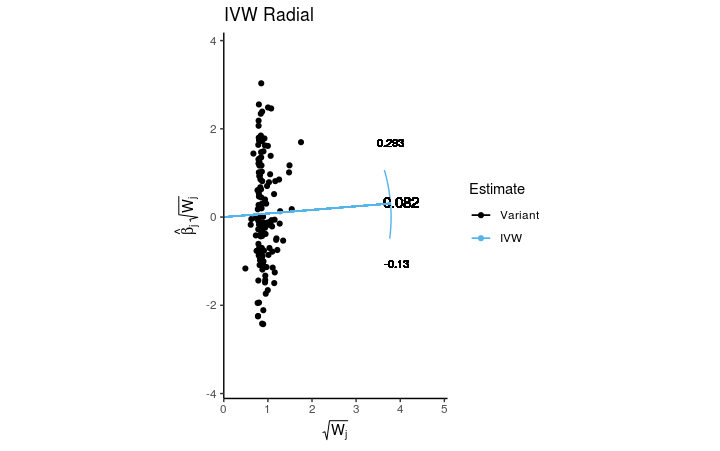 IVW Radial
4
2
0
-2
-4
β̂j√Wj
0.293
0.082
-0.13
0 1 2 3 4 5
√Wj
Estimate
Variant
IVW